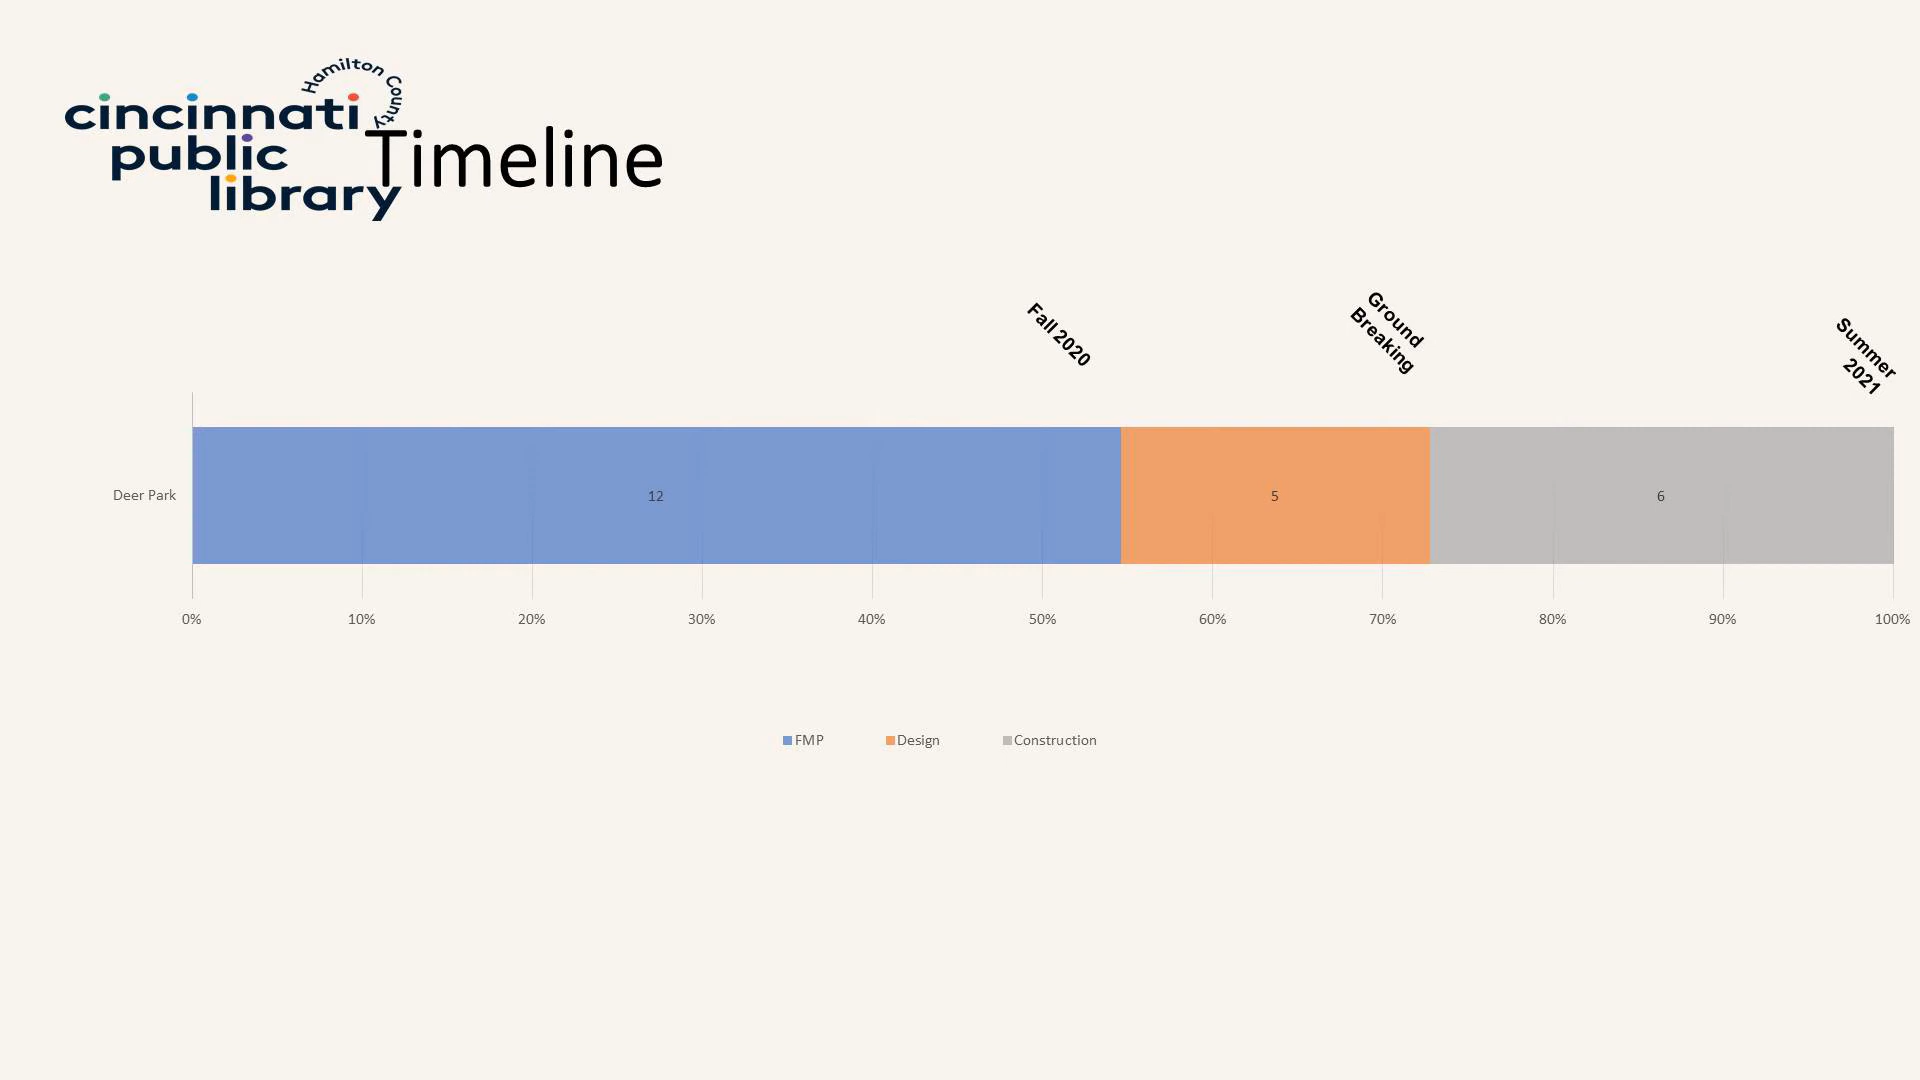 Hamilton County
cincinnati
public
library
Timeline
Fall 2020
Ground
Breaking
Summer
2021
Deer Park
12
5
6
0%
10%
20%
30%
40%
50%
60%
70%
80%
90%
100%
FMP
Design
Construction